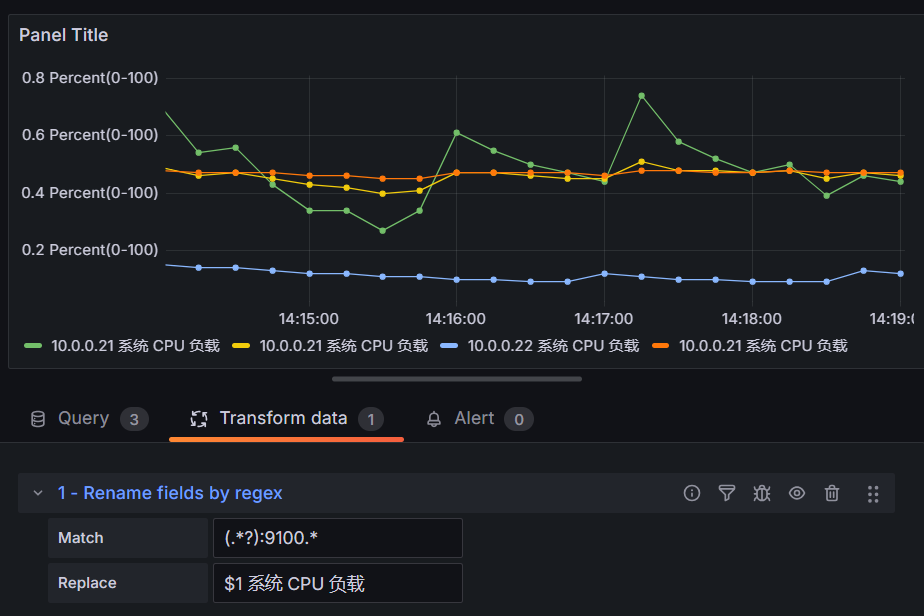 Panel Title
0.8 Percent(0-100)
0.6 Percent(0-100)
0.4 Percent(0-100)
0.2 Percent(0-100)
14:15:00 14:16:00 14:17:00 14:18:00 14:19:0
10.0.0.21 系统 CPU 负载 10.0.0.21 系统 CPU 负载 10.0.0.22 系统 CPU 负载 10.0.0.21 系统 CPU 负载
Query 3 Transform data 1 Alert 0
1 - Rename fields by regex
Match (.*?):9100.*
Replace $1 系统 CPU 负载